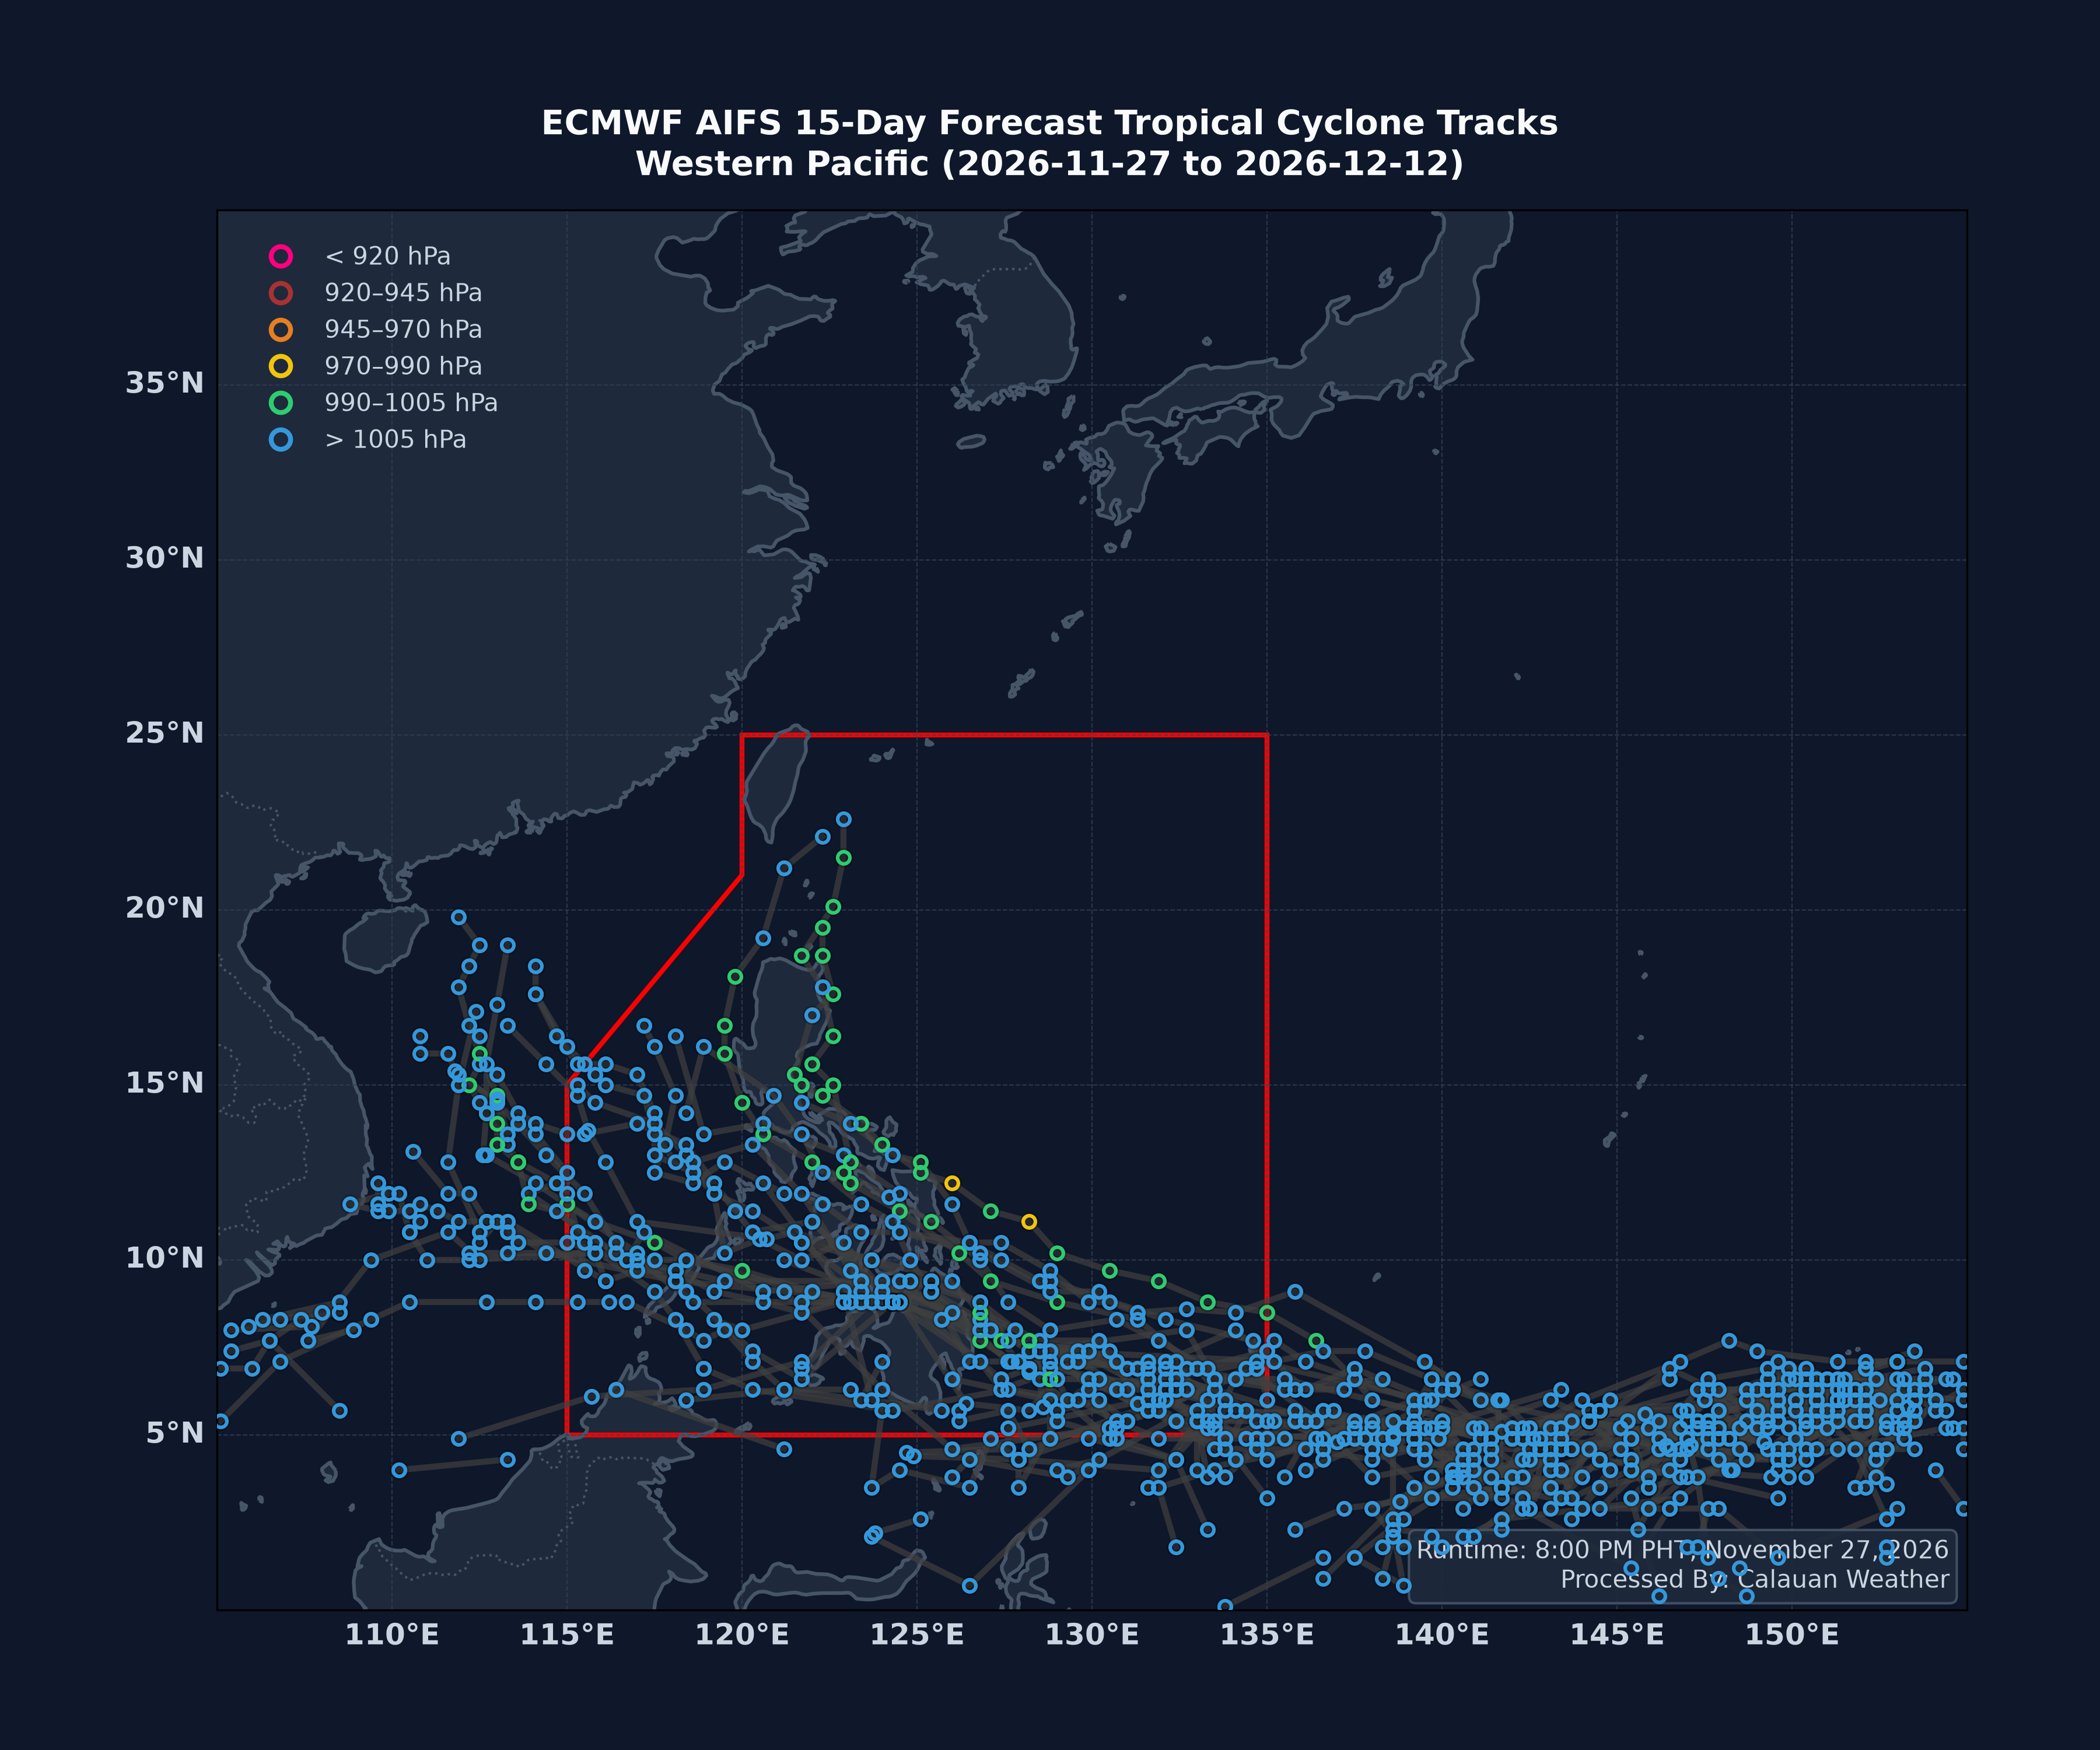 ECMWF AIFS 15-Day Forecast Tropical Cyclone Tracks
Western Pacific (2026-11-27 to 2026-12-12)
< 920 hPa
920–945 hPa
945–970 hPa
970–990 hPa
990–1005 hPa
> 1005 hPa
35°N
30°N
25°N
20°N
15°N
10°N
5°N
Runtime: 8:00 PM PHT, November 27, 2026
Processed By: Calauan Weather
110°E
115°E
120°E
125°E
130°E
135°E
140°E
145°E
150°E